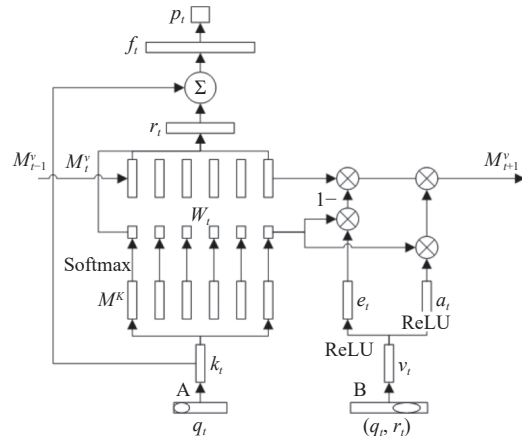 p_t
f_t
Σ
r_t
M^v_{t-1} M^v_t M^v_{t+1}
1−
W_t
Softmax
M^K e_t a_t
ReLU ReLU
k_t v_t
A B
q_t (q_t, r_t)